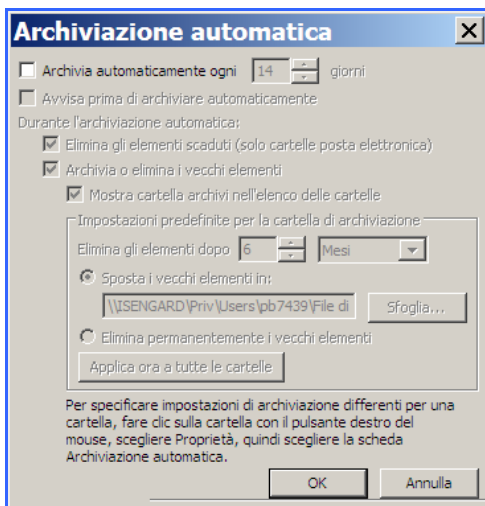 Archiviazione automatica
Archivia automaticamente ogni 14 giorni
Avvisa prima di archiviare automaticamente
Durante l'archiviazione automatica:
Elimina gli elementi scaduti (solo cartelle posta elettronica)
Archivia o elimina i vecchi elementi
Mostra cartella archivi nell'elenco delle cartelle
Impostazioni predefinite per la cartella di archiviazione
Elimina gli elementi dopo 6 Mesi
Sposta i vecchi elementi in:
\\ISENGARD\Priv\Users\pb7439\File di Sfoglia...
Elimina permanentemente i vecchi elementi
Applica ora a tutte le cartelle
Per specificare impostazioni di archiviazione differenti per una
cartella, fare clic sulla cartella con il pulsante destro del
mouse, scegliere Proprietà, quindi scegliere la scheda
Archiviazione automatica.
OK Annulla